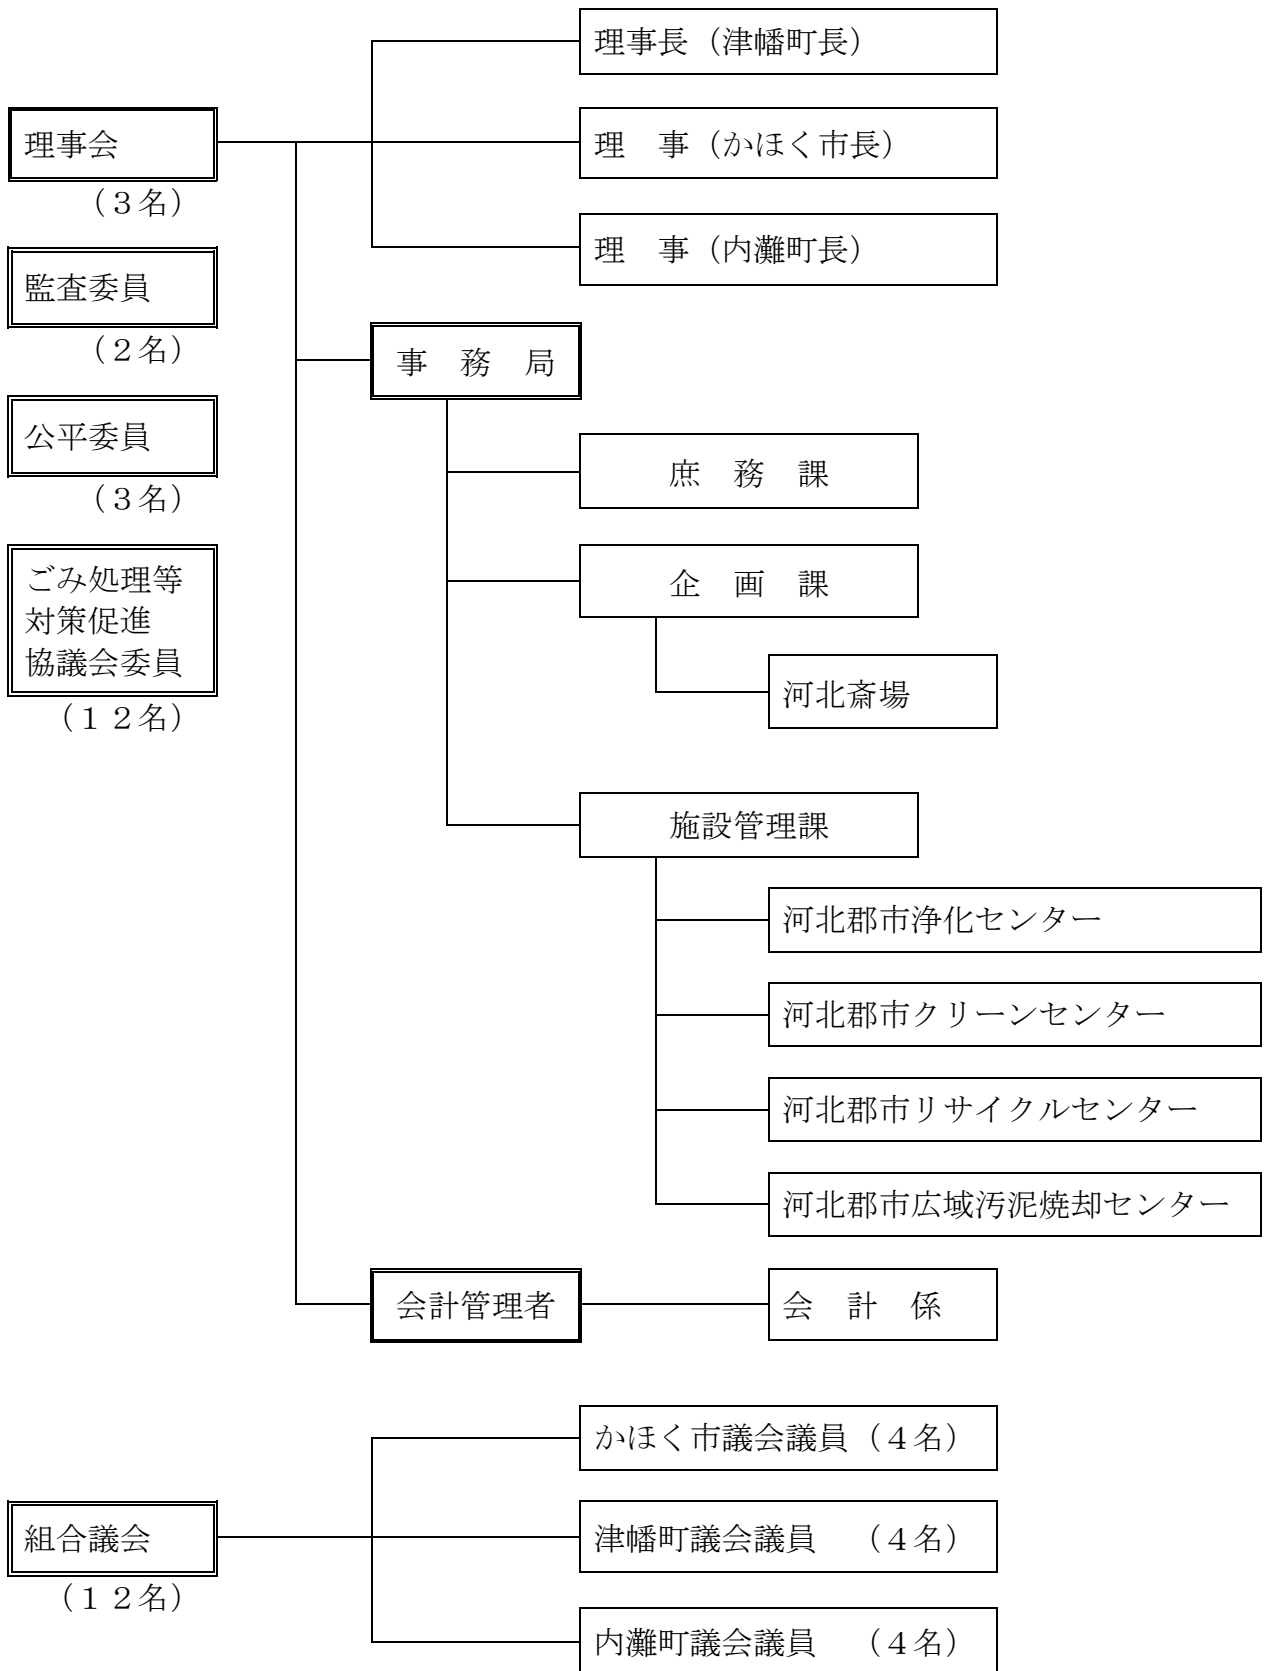 理事長（津幡町長）
理事会
（３名）
理　事（かほく市長）
理　事（内灘町長）
監査委員
（２名）
事　務　局
公平委員
（３名）
庶　務　課
ごみ処理等
対策促進
協議会委員
（１２名）
企　画　課
河北斎場
施設管理課
河北郡市浄化センター
河北郡市クリーンセンター
河北郡市リサイクルセンター
河北郡市広域汚泥焼却センター
会計管理者
会　計　係
かほく市議会議員（４名）
組合議会
（１２名）
津幡町議会議員　（４名）
内灘町議会議員　（４名）